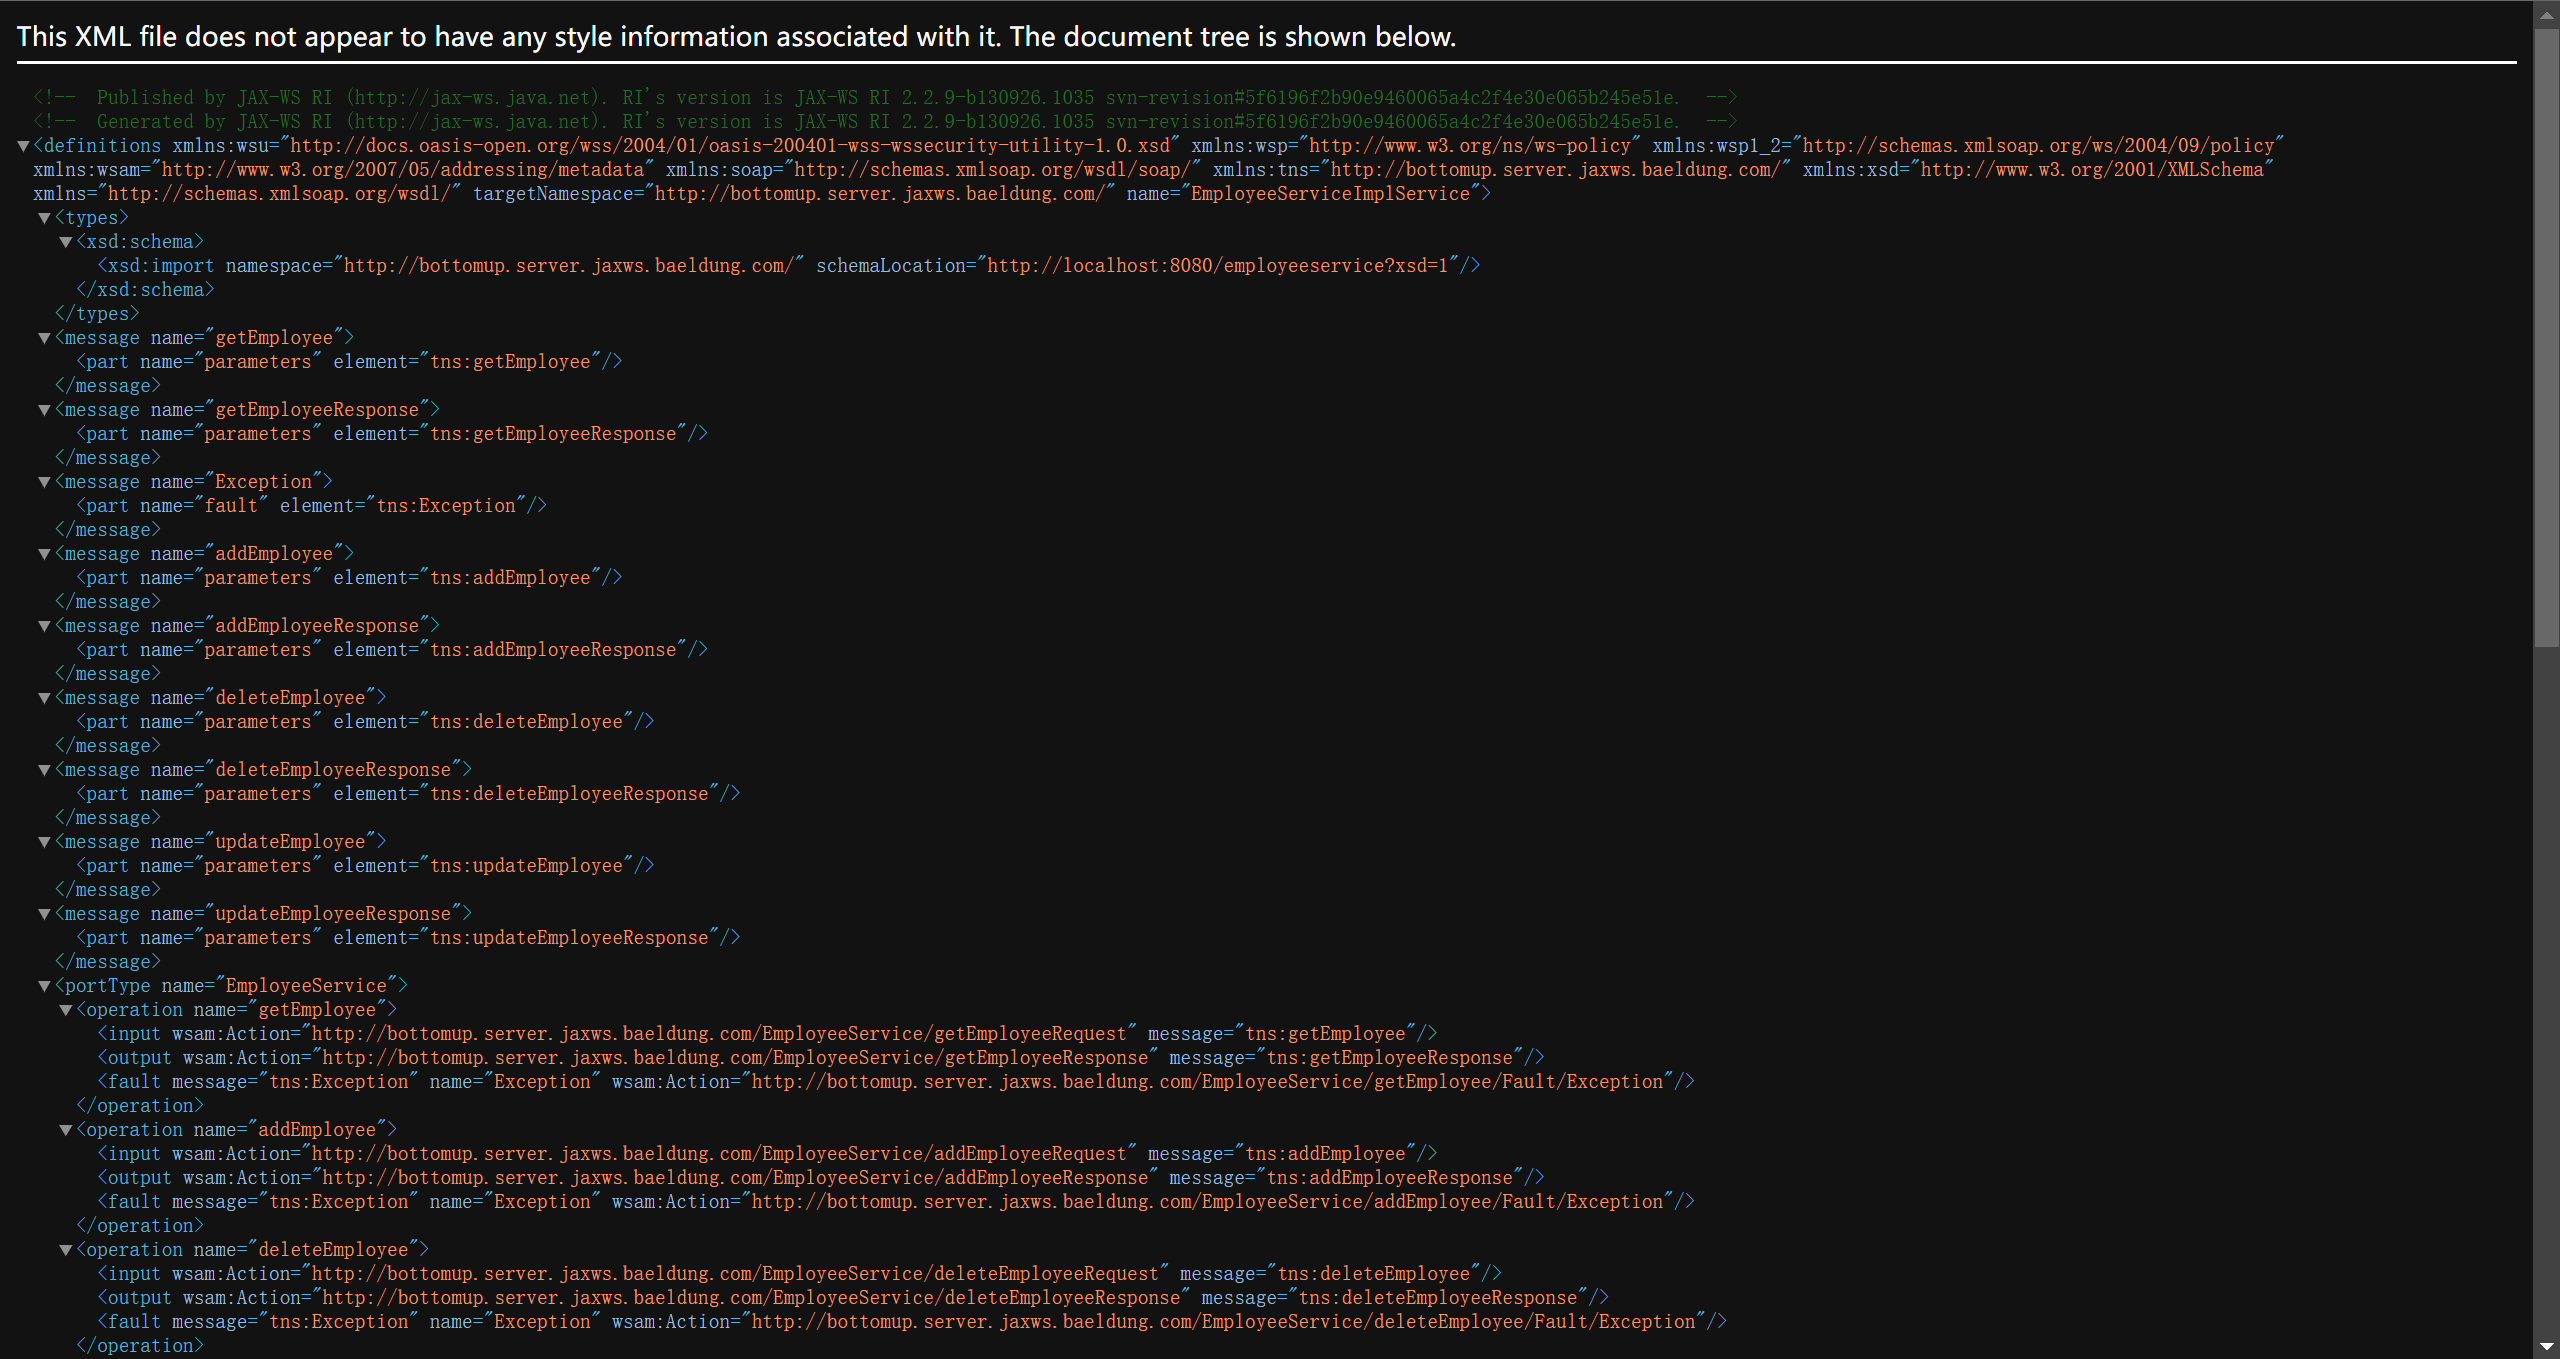 This XML file does not appear to have any style information associated with it. The document tree is shown below.
<!-- Published by JAX-WS RI (http://jax-ws.java.net). RI's version is JAX-WS RI 2.2.9-b130926.1035 svn-revision#5f6196f2b90e9460065a4c2f4e30e065b245e51e. -->
<!-- Generated by JAX-WS RI (http://jax-ws.java.net). RI's version is JAX-WS RI 2.2.9-b130926.1035 svn-revision#5f6196f2b90e9460065a4c2f4e30e065b245e51e. -->
▼<definitions xmlns:wsu="http://docs.oasis-open.org/wss/2004/01/oasis-200401-wss-wssecurity-utility-1.0.xsd" xmlns:wsp="http://www.w3.org/ns/ws-policy" xmlns:wsp1_2="http://schemas.xmlsoap.org/ws/2004/09/policy"
xmlns:wsam="http://www.w3.org/2007/05/addressing/metadata" xmlns:soap="http://schemas.xmlsoap.org/wsdl/soap/" xmlns:tns="http://bottomup.server.jaxws.baeldung.com/" xmlns:xsd="http://www.w3.org/2001/XMLSchema"
xmlns="http://schemas.xmlsoap.org/wsdl/" targetNamespace="http://bottomup.server.jaxws.baeldung.com/" name="EmployeeServiceImplService">
▼<types>
▼<xsd:schema>
<xsd:import namespace="http://bottomup.server.jaxws.baeldung.com/" schemaLocation="http://localhost:8080/employeeservice?xsd=1"/>
</xsd:schema>
</types>
▼<message name="getEmployee">
<part name="parameters" element="tns:getEmployee"/>
</message>
▼<message name="getEmployeeResponse">
<part name="parameters" element="tns:getEmployeeResponse"/>
</message>
▼<message name="Exception">
<part name="fault" element="tns:Exception"/>
</message>
▼<message name="addEmployee">
<part name="parameters" element="tns:addEmployee"/>
</message>
▼<message name="addEmployeeResponse">
<part name="parameters" element="tns:addEmployeeResponse"/>
</message>
▼<message name="deleteEmployee">
<part name="parameters" element="tns:deleteEmployee"/>
</message>
▼<message name="deleteEmployeeResponse">
<part name="parameters" element="tns:deleteEmployeeResponse"/>
</message>
▼<message name="updateEmployee">
<part name="parameters" element="tns:updateEmployee"/>
</message>
▼<message name="updateEmployeeResponse">
<part name="parameters" element="tns:updateEmployeeResponse"/>
</message>
▼<portType name="EmployeeService">
▼<operation name="getEmployee">
<input wsam:Action="http://bottomup.server.jaxws.baeldung.com/EmployeeService/getEmployeeRequest" message="tns:getEmployee"/>
<output wsam:Action="http://bottomup.server.jaxws.baeldung.com/EmployeeService/getEmployeeResponse" message="tns:getEmployeeResponse"/>
<fault message="tns:Exception" name="Exception" wsam:Action="http://bottomup.server.jaxws.baeldung.com/EmployeeService/getEmployee/Fault/Exception"/>
</operation>
▼<operation name="addEmployee">
<input wsam:Action="http://bottomup.server.jaxws.baeldung.com/EmployeeService/addEmployeeRequest" message="tns:addEmployee"/>
<output wsam:Action="http://bottomup.server.jaxws.baeldung.com/EmployeeService/addEmployeeResponse" message="tns:addEmployeeResponse"/>
<fault message="tns:Exception" name="Exception" wsam:Action="http://bottomup.server.jaxws.baeldung.com/EmployeeService/addEmployee/Fault/Exception"/>
</operation>
▼<operation name="deleteEmployee">
<input wsam:Action="http://bottomup.server.jaxws.baeldung.com/EmployeeService/deleteEmployeeRequest" message="tns:deleteEmployee"/>
<output wsam:Action="http://bottomup.server.jaxws.baeldung.com/EmployeeService/deleteEmployeeResponse" message="tns:deleteEmployeeResponse"/>
<fault message="tns:Exception" name="Exception" wsam:Action="http://bottomup.server.jaxws.baeldung.com/EmployeeService/deleteEmployee/Fault/Exception"/>
</operation>